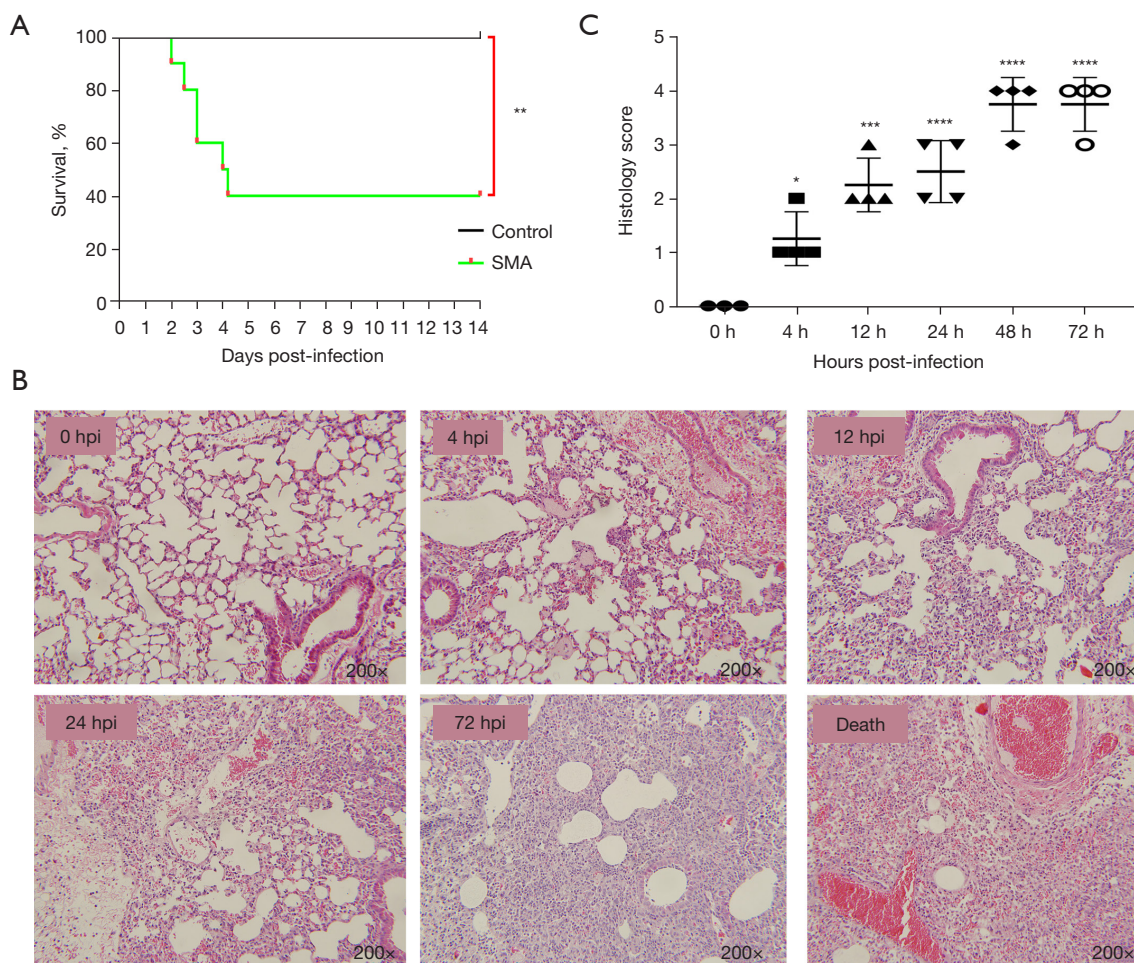 A
100
80
60
40
20
0
Survival, %
**
Control
SMA
0 1 2 3 4 5 6 7 8 9 10 11 12 13 14
Days post-infection
C
5
4
3
2
1
0
Histology score
*
***
****
****
****
0 h 4 h 12 h 24 h 48 h 72 h
Hours post-infection
B
0 hpi
200×
4 hpi
200×
12 hpi
200×
24 hpi
200×
72 hpi
200×
Death
200×